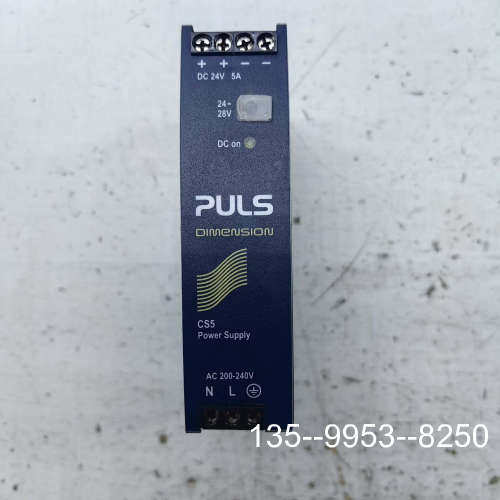 + + − −
DC 24V 5A
24–
28V
DC on
PULS
DIMENSION
CS5
Power Supply
AC 200-240V
N L
135--9953--8250